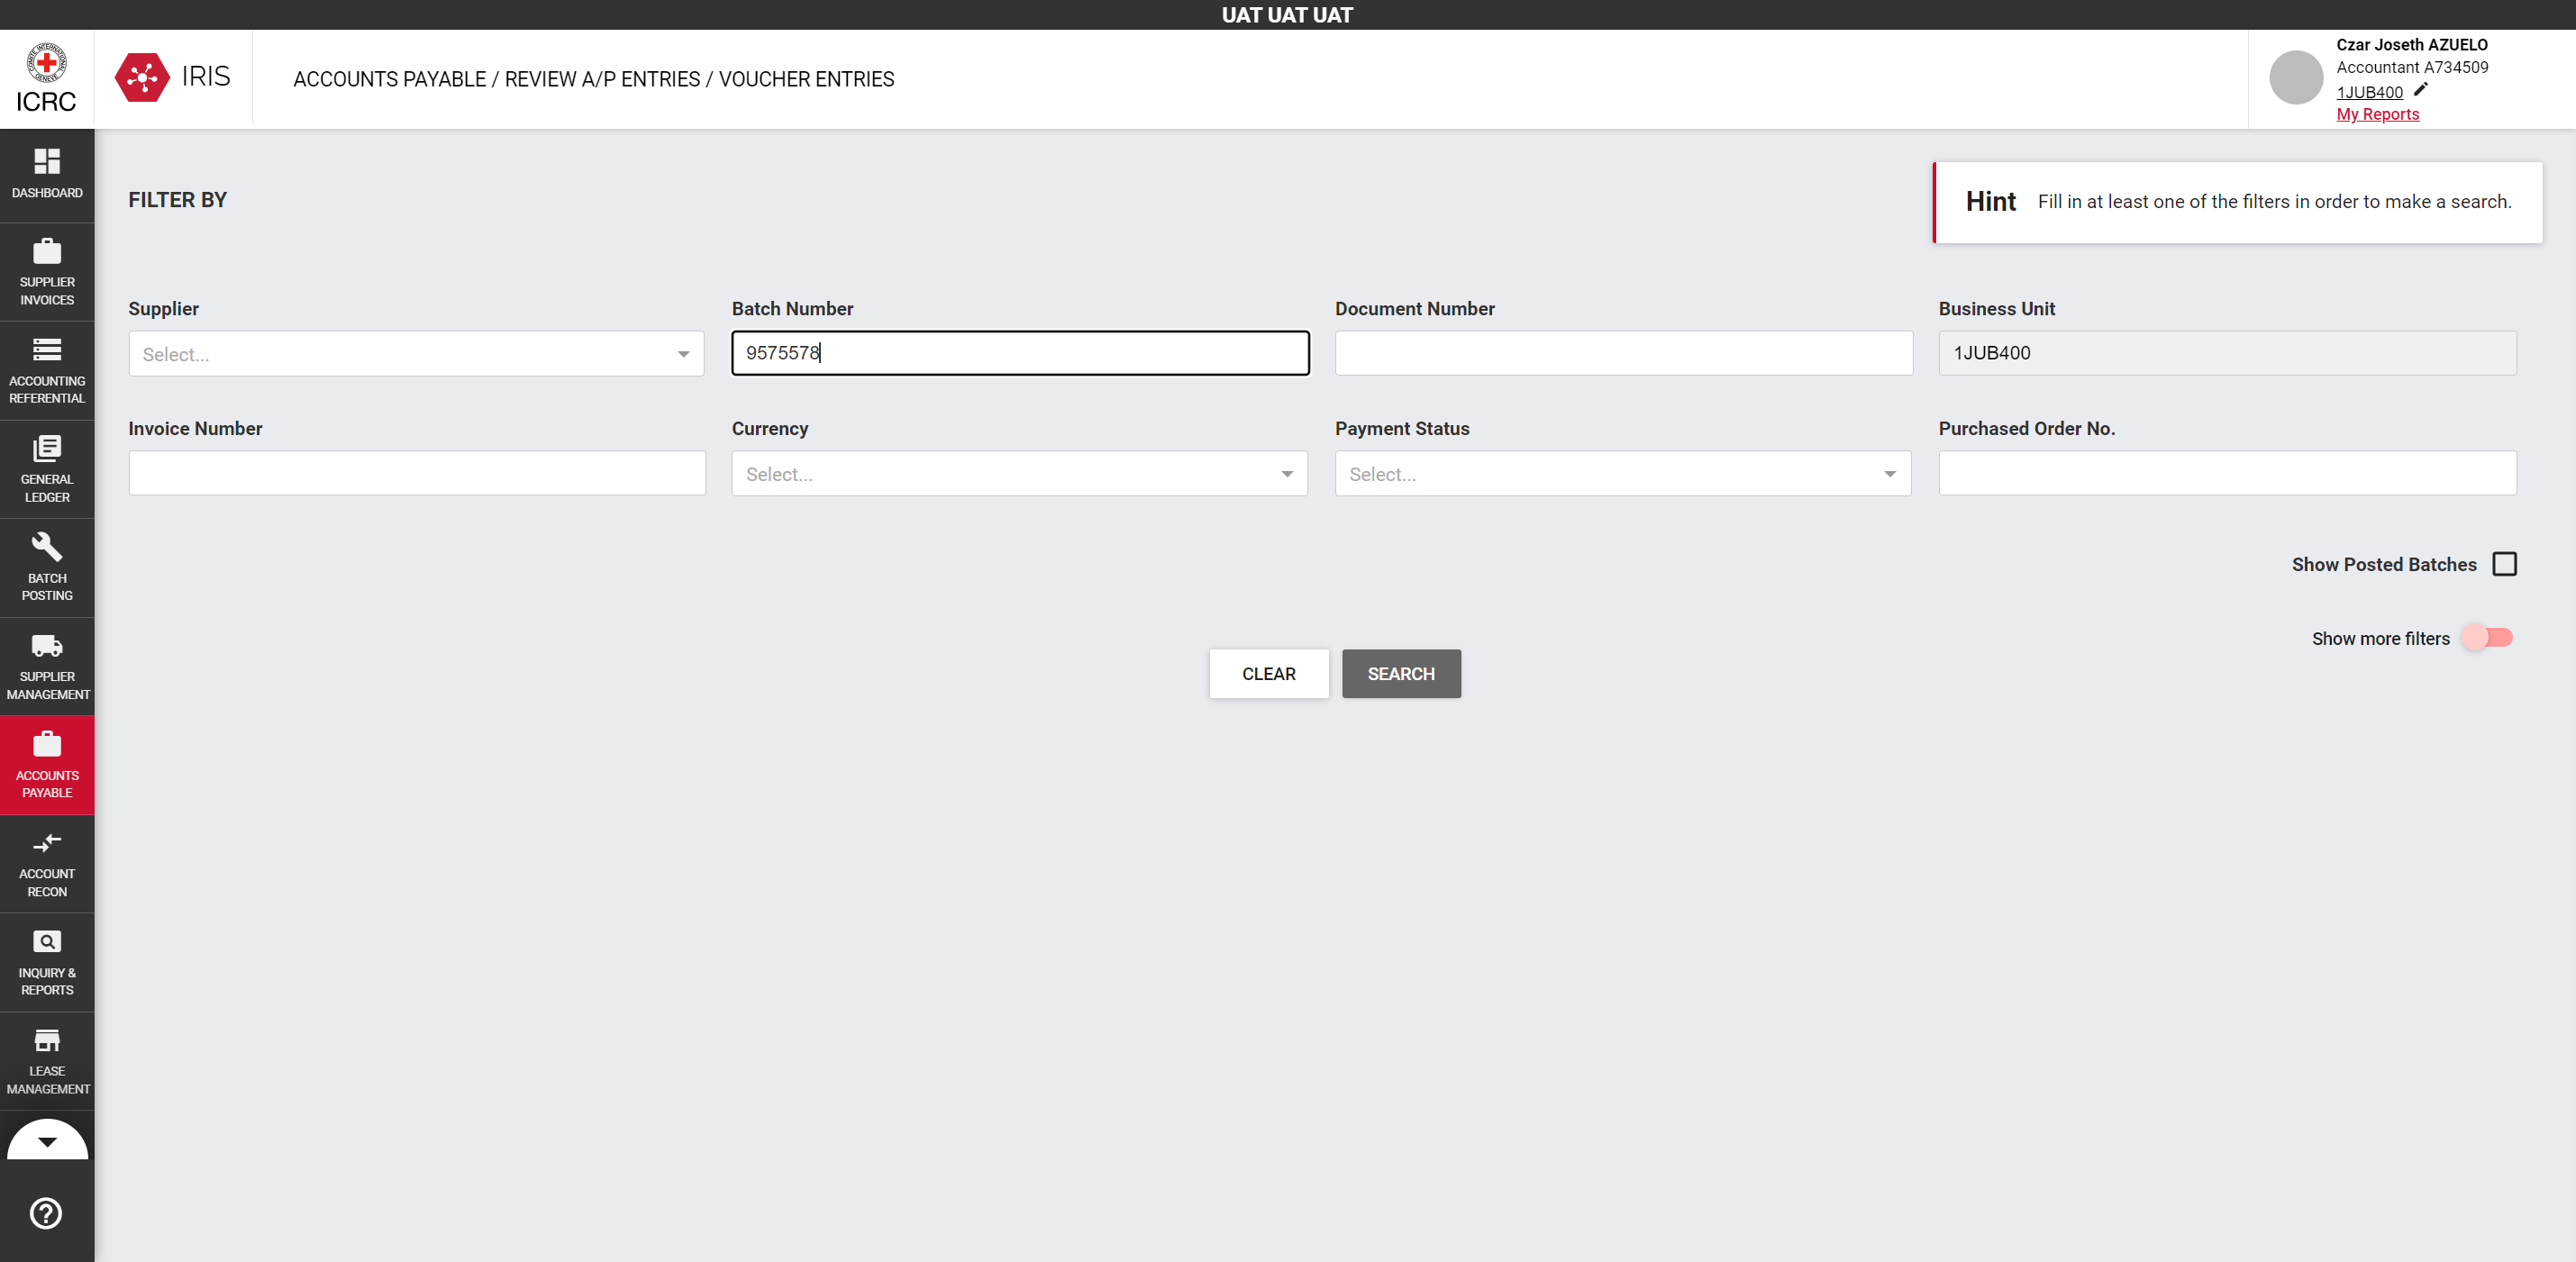 UAT UAT UAT
COMITE INTERNATIONAL GENEVE
ICRC
IRIS
ACCOUNTS PAYABLE / REVIEW A/P ENTRIES / VOUCHER ENTRIES
Czar Joseth AZUELO
Accountant A734509
1JUB400
My Reports
DASHBOARD
SUPPLIER
INVOICES
ACCOUNTING
REFERENTIAL
GENERAL
LEDGER
BATCH
POSTING
SUPPLIER
MANAGEMENT
ACCOUNTS
PAYABLE
ACCOUNT
RECON
INQUIRY &
REPORTS
LEASE
MANAGEMENT
FILTER BY
Hint Fill in at least one of the filters in order to make a search.
Supplier
Select...
Batch Number
9575578
Document Number
Business Unit
1JUB400
Invoice Number
Currency
Select...
Payment Status
Select...
Purchased Order No.
Show Posted Batches
Show more filters
CLEAR
SEARCH